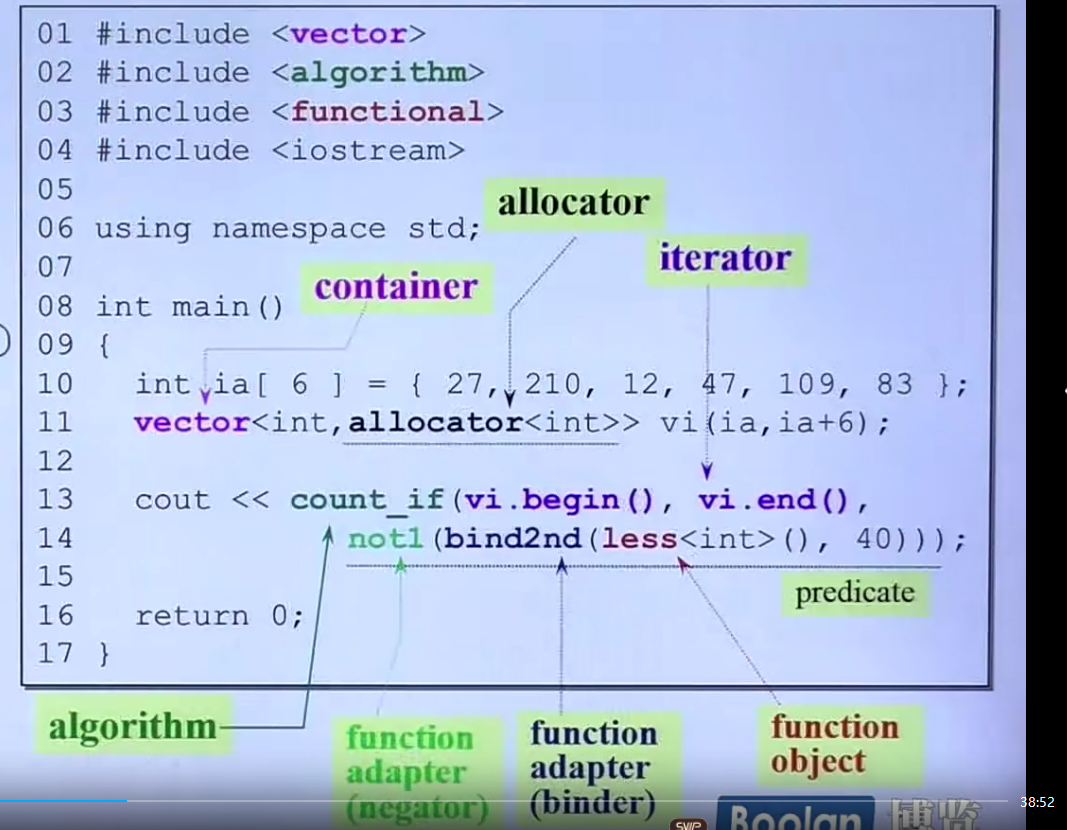 01 #include <vector>
02 #include <algorithm>
03 #include <functional>
04 #include <iostream>
05
allocator
06 using namespace std;
iterator
07
container
08 int main()
09 {
10 int ia[ 6 ] = { 27, 210, 12, 47, 109, 83 };
11 vector<int,allocator<int>> vi(ia,ia+6);
12
13 cout << count_if(vi.begin(), vi.end(),
14 not1(bind2nd(less<int>(), 40)));
15
predicate
16 return 0;
17 }
algorithm
function
adapter
(negator)
function
adapter
(binder)
function
object
38:52
SVIP
Boolan 博览